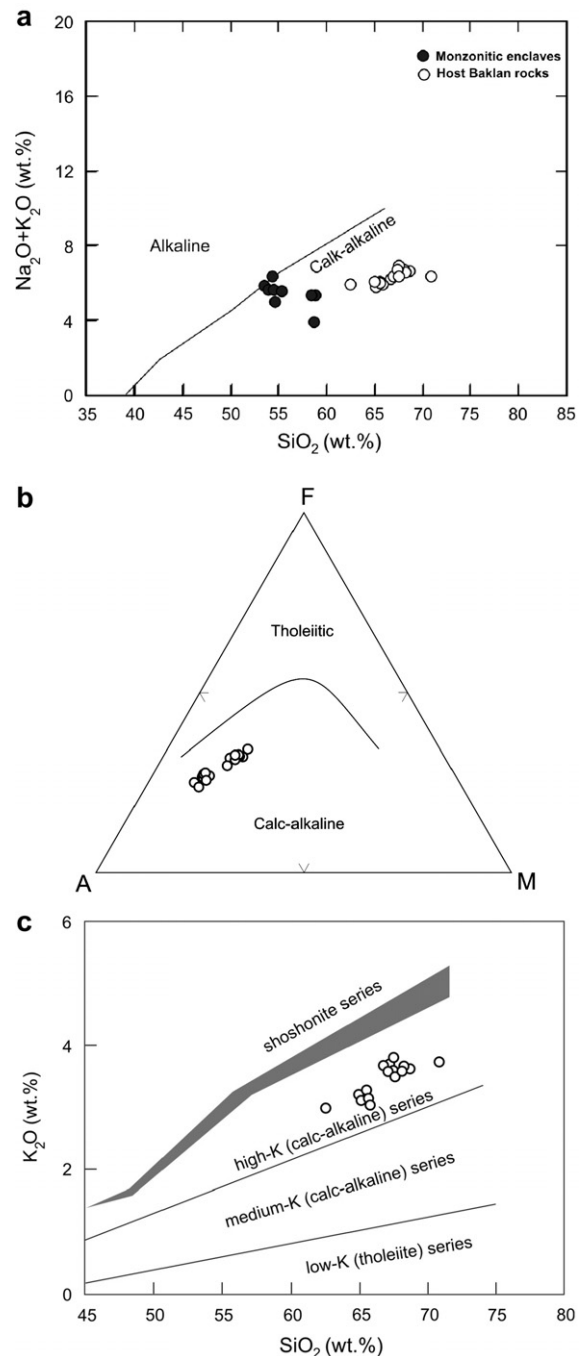 a
20
16
12
8
4
0
Na2O+K2O (wt.%)
Monzonitic enclaves
Host Baklan rocks
Alkaline
Calk-alkaline
35 40 45 50 55 60 65 70 75 80 85
SiO2 (wt.%)
b
F
Tholeiitic
Calc-alkaline
A
M
c
6
4
2
0
K2O (wt.%)
shoshonite series
high-K (calc-alkaline) series
medium-K (calc-alkaline) series
low-K (tholeiite) series
45 50 55 60 65 70 75 80
SiO2 (wt.%)